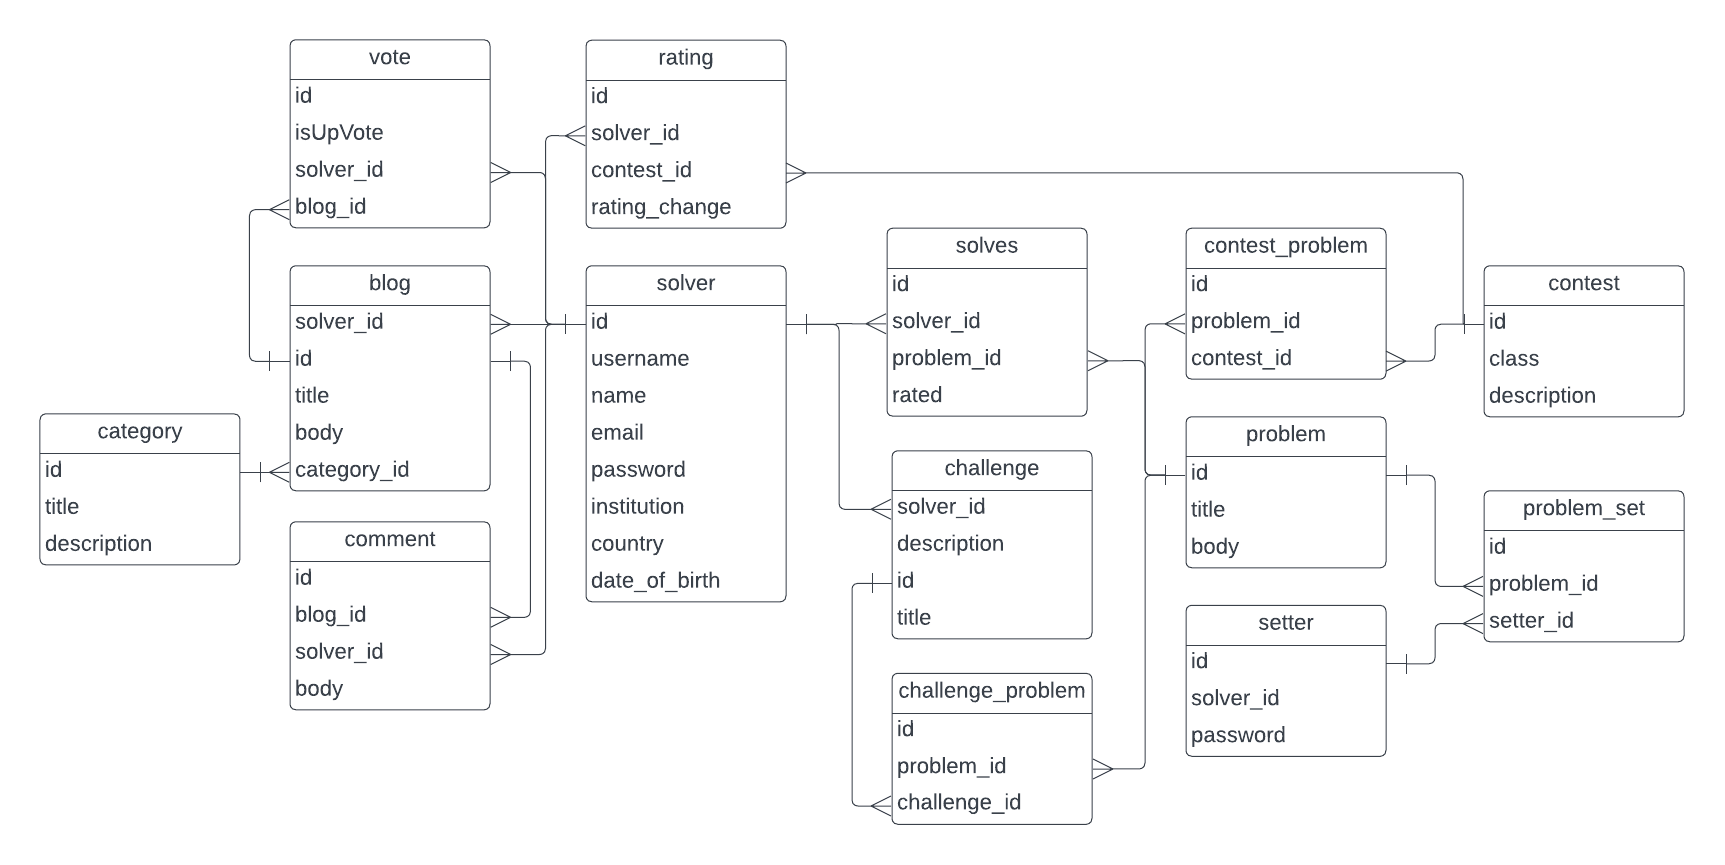 vote
id
isUpVote
solver_id
blog_id
rating
id
solver_id
contest_id
rating_change
blog
solver_id
id
title
body
category_id
solver
id
username
name
email
password
institution
country
date_of_birth
solves
id
solver_id
problem_id
rated
contest_problem
id
problem_id
contest_id
contest
id
class
description
category
id
title
description
comment
id
blog_id
solver_id
body
challenge
solver_id
description
id
title
problem
id
title
body
problem_set
id
problem_id
setter_id
challenge_problem
id
problem_id
challenge_id
setter
id
solver_id
password